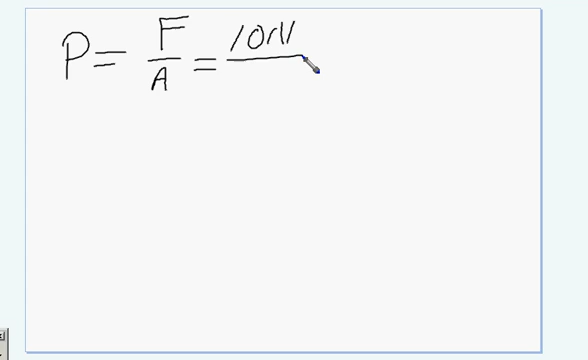 P = F/A = 10N/